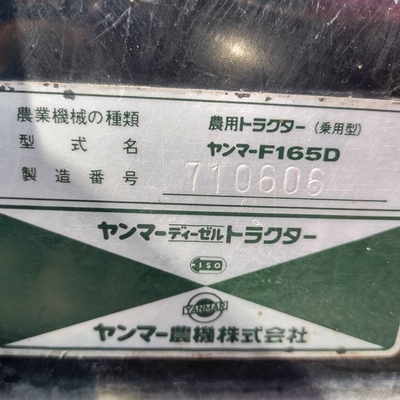 農業機械の種類 農用トラクター(乗用型)
型式名 ヤンマーF165D
製造番号 710606
ヤンマーディーゼルトラクター
ISO
YANMAR
ヤンマー農機株式会社